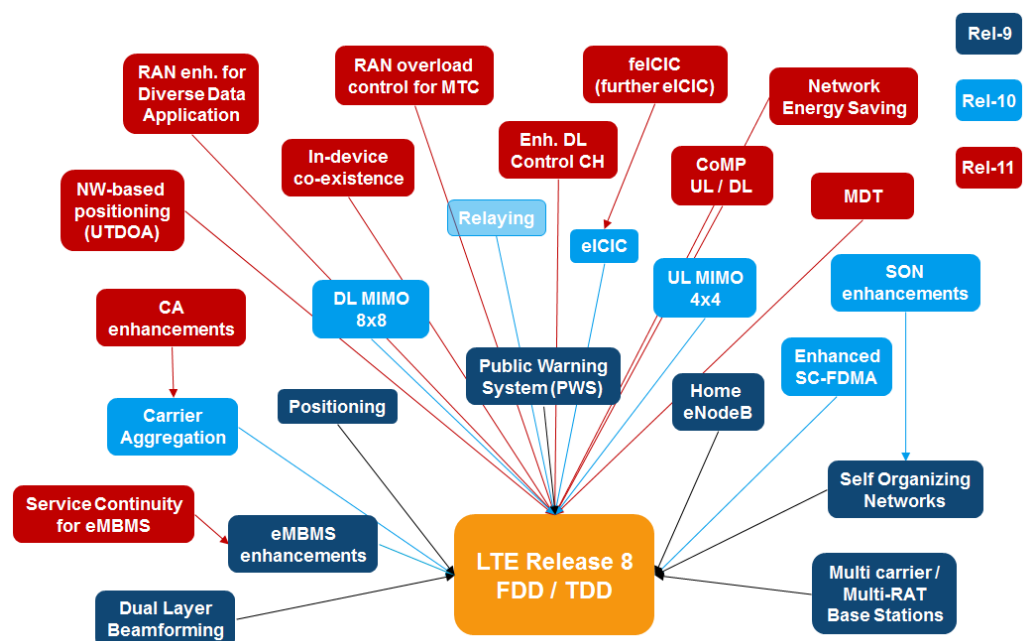 Rel-9
RAN overload
control for MTC
feICIC
(further eICIC)
RAN enh. for
Diverse Data
Application
Network
Energy Saving
Rel-10
Enh. DL
Control CH
In-device
co-existence
CoMP
UL / DL
Rel-11
NW-based
positioning
(UTDOA)
MDT
Relaying
eICIC
DL MIMO
8x8
UL MIMO
4x4
SON
enhancements
CA
enhancements
Public Warning
System (PWS)
Enhanced
SC-FDMA
Positioning
Home
eNodeB
Carrier
Aggregation
Self Organizing
Networks
Service Continuity
for eMBMS
eMBMS
enhancements
LTE Release 8
FDD / TDD
Multi carrier /
Multi-RAT
Base Stations
Dual Layer
Beamforming